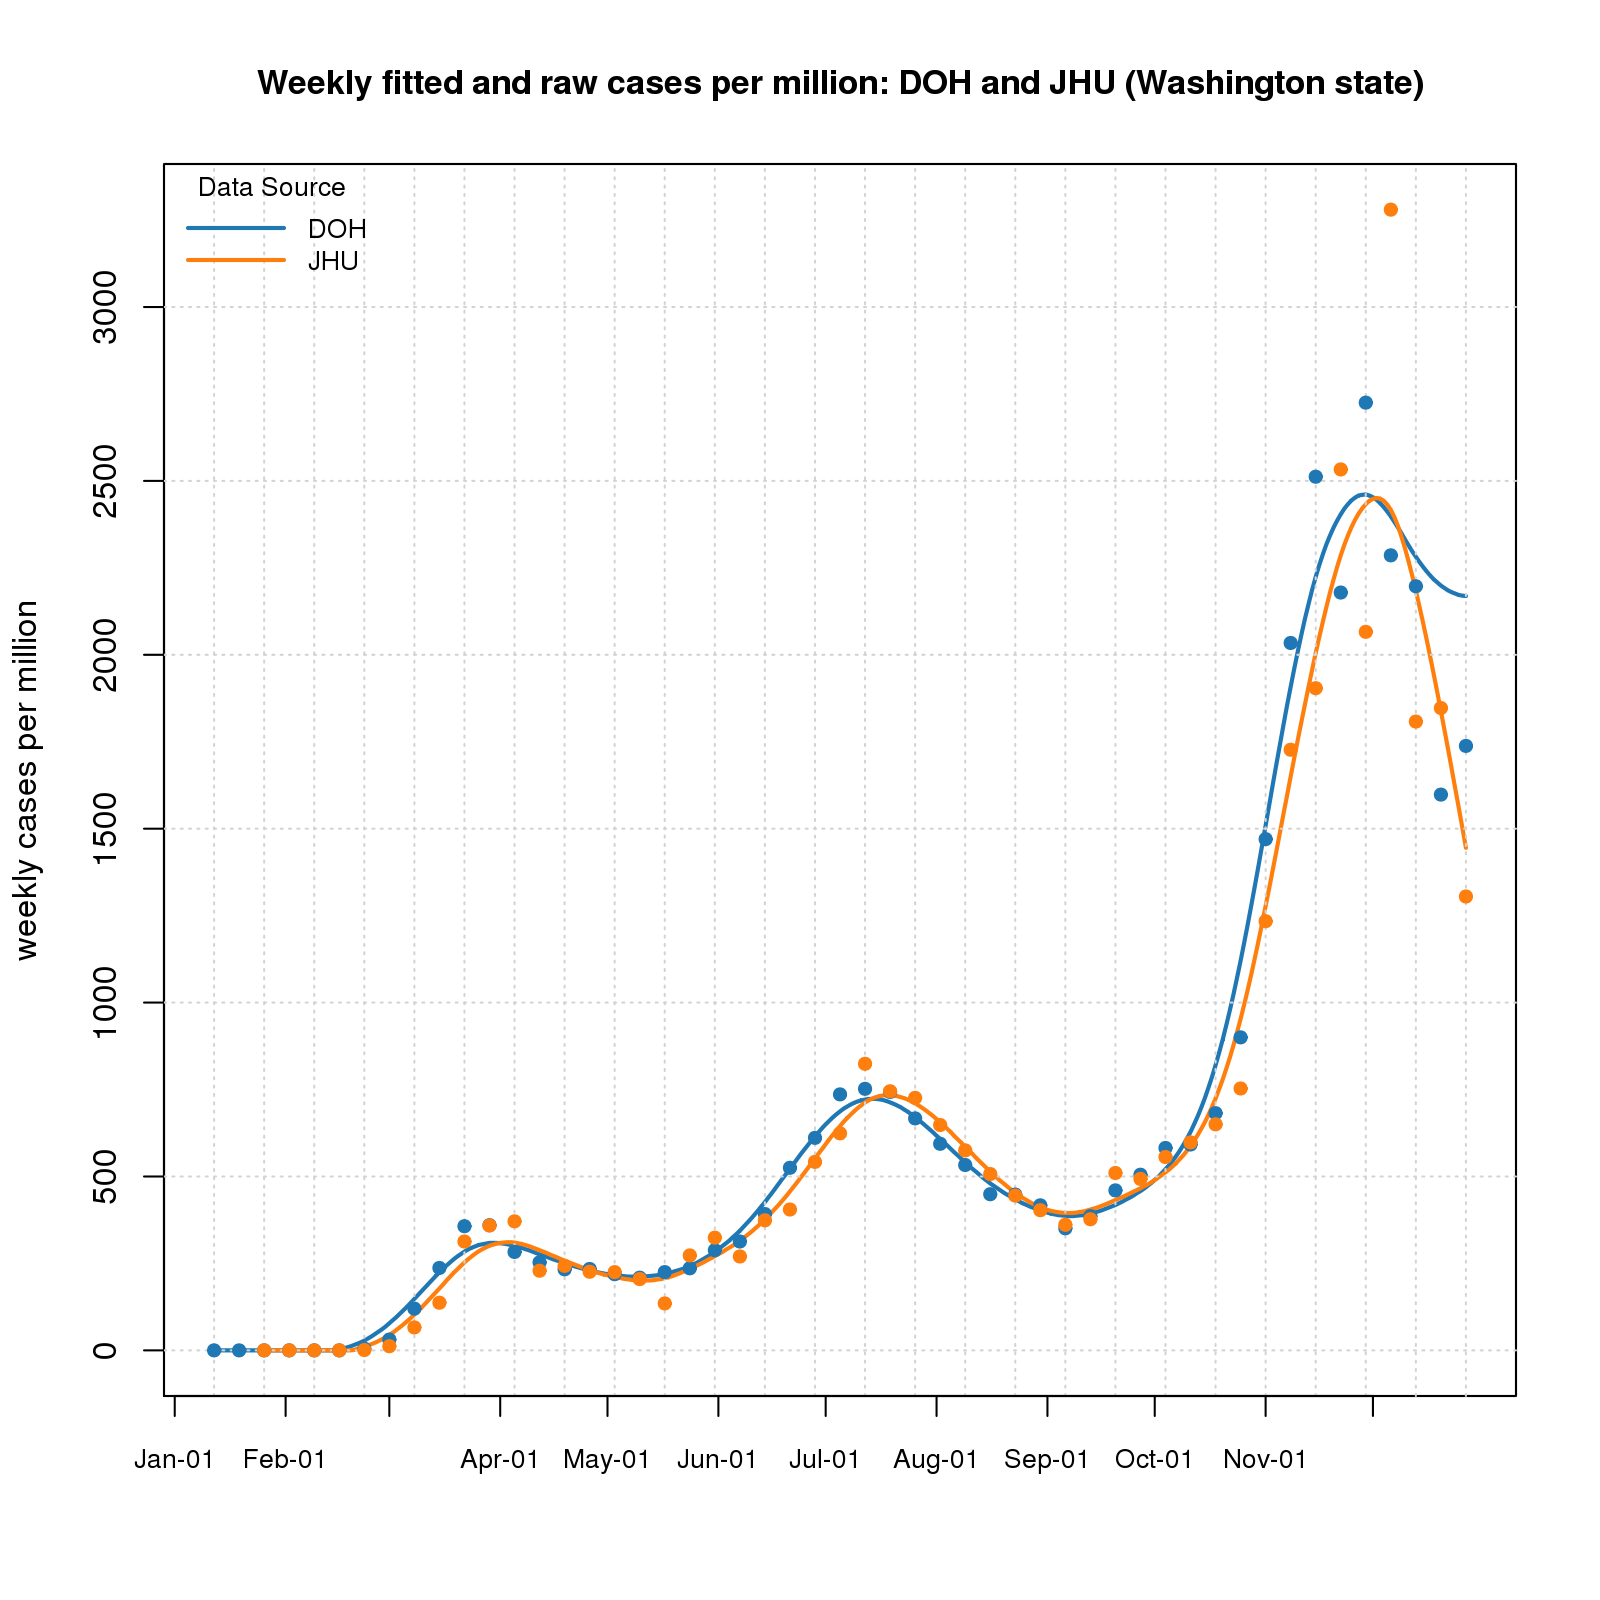 Weekly fitted and raw cases per million: DOH and JHU (Washington state)
Data Source
DOH
JHU
weekly cases per million
3000
2500
2000
1500
1000
500
0
Jan-01 Feb-01 Apr-01 May-01 Jun-01 Jul-01 Aug-01 Sep-01 Oct-01 Nov-01